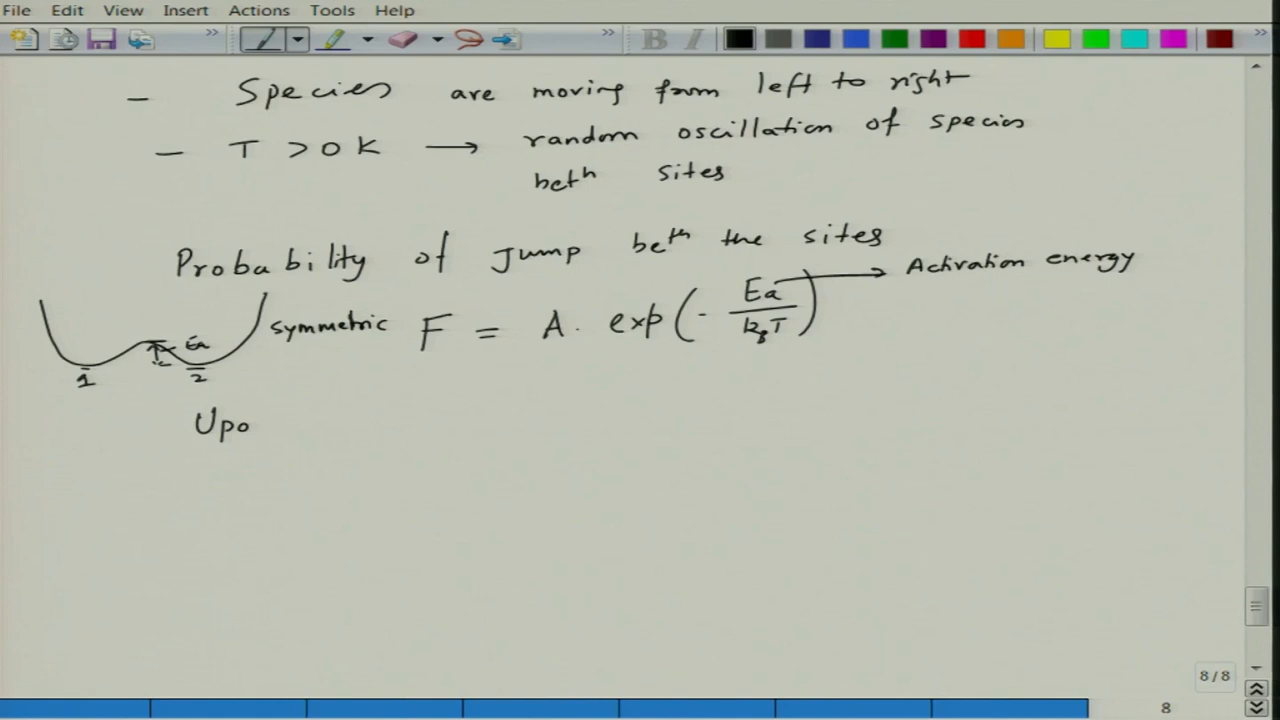 File Edit View Insert Actions Tools Help
B I
- Species are moving from left to right
- T > 0 K → random oscillation of species
betn sites
Probability of Jump betn the sites
Activation energy
symmetric F = A. exp(- Ea/kBT)
Ea
1 2
Upo
8/8
8